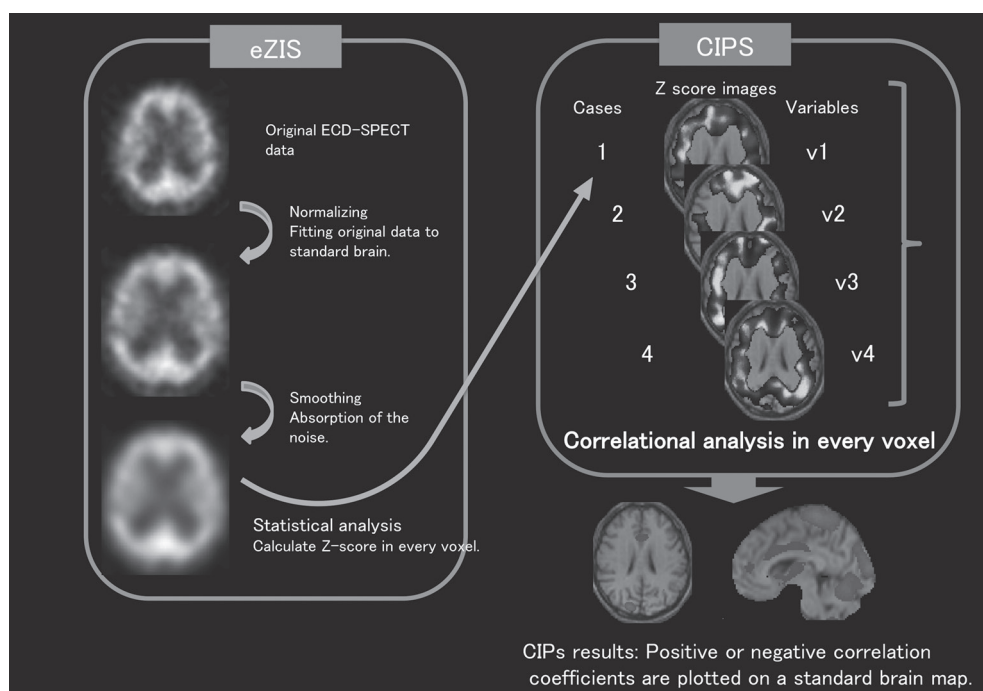 eZIS
Original ECD-SPECT
data
Normalizing
Fitting original data to
standard brain.
Smoothing
Absorption of the
noise.
Statistical analysis
Calculate Z-score in every voxel.
CIPS
Z score images
Cases
Variables
1
v1
2
v2
3
v3
4
v4
Correlational analysis in every voxel
CIPs results: Positive or negative correlation
coefficients are plotted on a standard brain map.